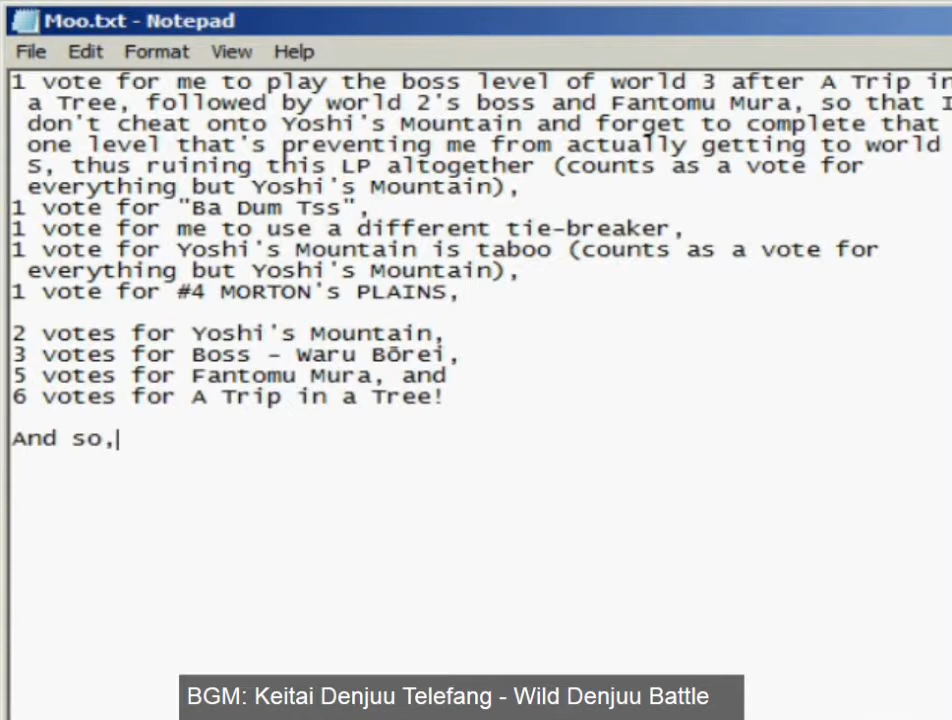 Moo.txt - Notepad
File Edit Format View Help
1 vote for me to play the boss level of world 3 after A Trip in
a Tree, followed by world 2's boss and Fantomu Mura, so that I
don't cheat onto Yoshi's Mountain and forget to complete that
one level that's preventing me from actually getting to world
S, thus ruining this LP altogether (counts as a vote for
everything but Yoshi's Mountain),
1 vote for "Ba Dum Tss",
1 vote for me to use a different tie-breaker,
1 vote for Yoshi's Mountain is taboo (counts as a vote for
everything but Yoshi's Mountain),
1 vote for #4 MORTON's PLAINS,
2 votes for Yoshi's Mountain,
3 votes for Boss - Waru Bōrei,
5 votes for Fantomu Mura, and
6 votes for A Trip in a Tree!
And so,
BGM: Keitai Denjuu Telefang - Wild Denjuu Battle